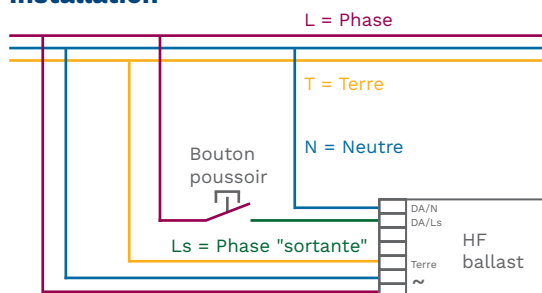 Installation
L = Phase
T = Terre
N = Neutre
Bouton
poussoir
Ls = Phase "sortante"
DA/N
DA/Ls
HF
ballast
Terre
~